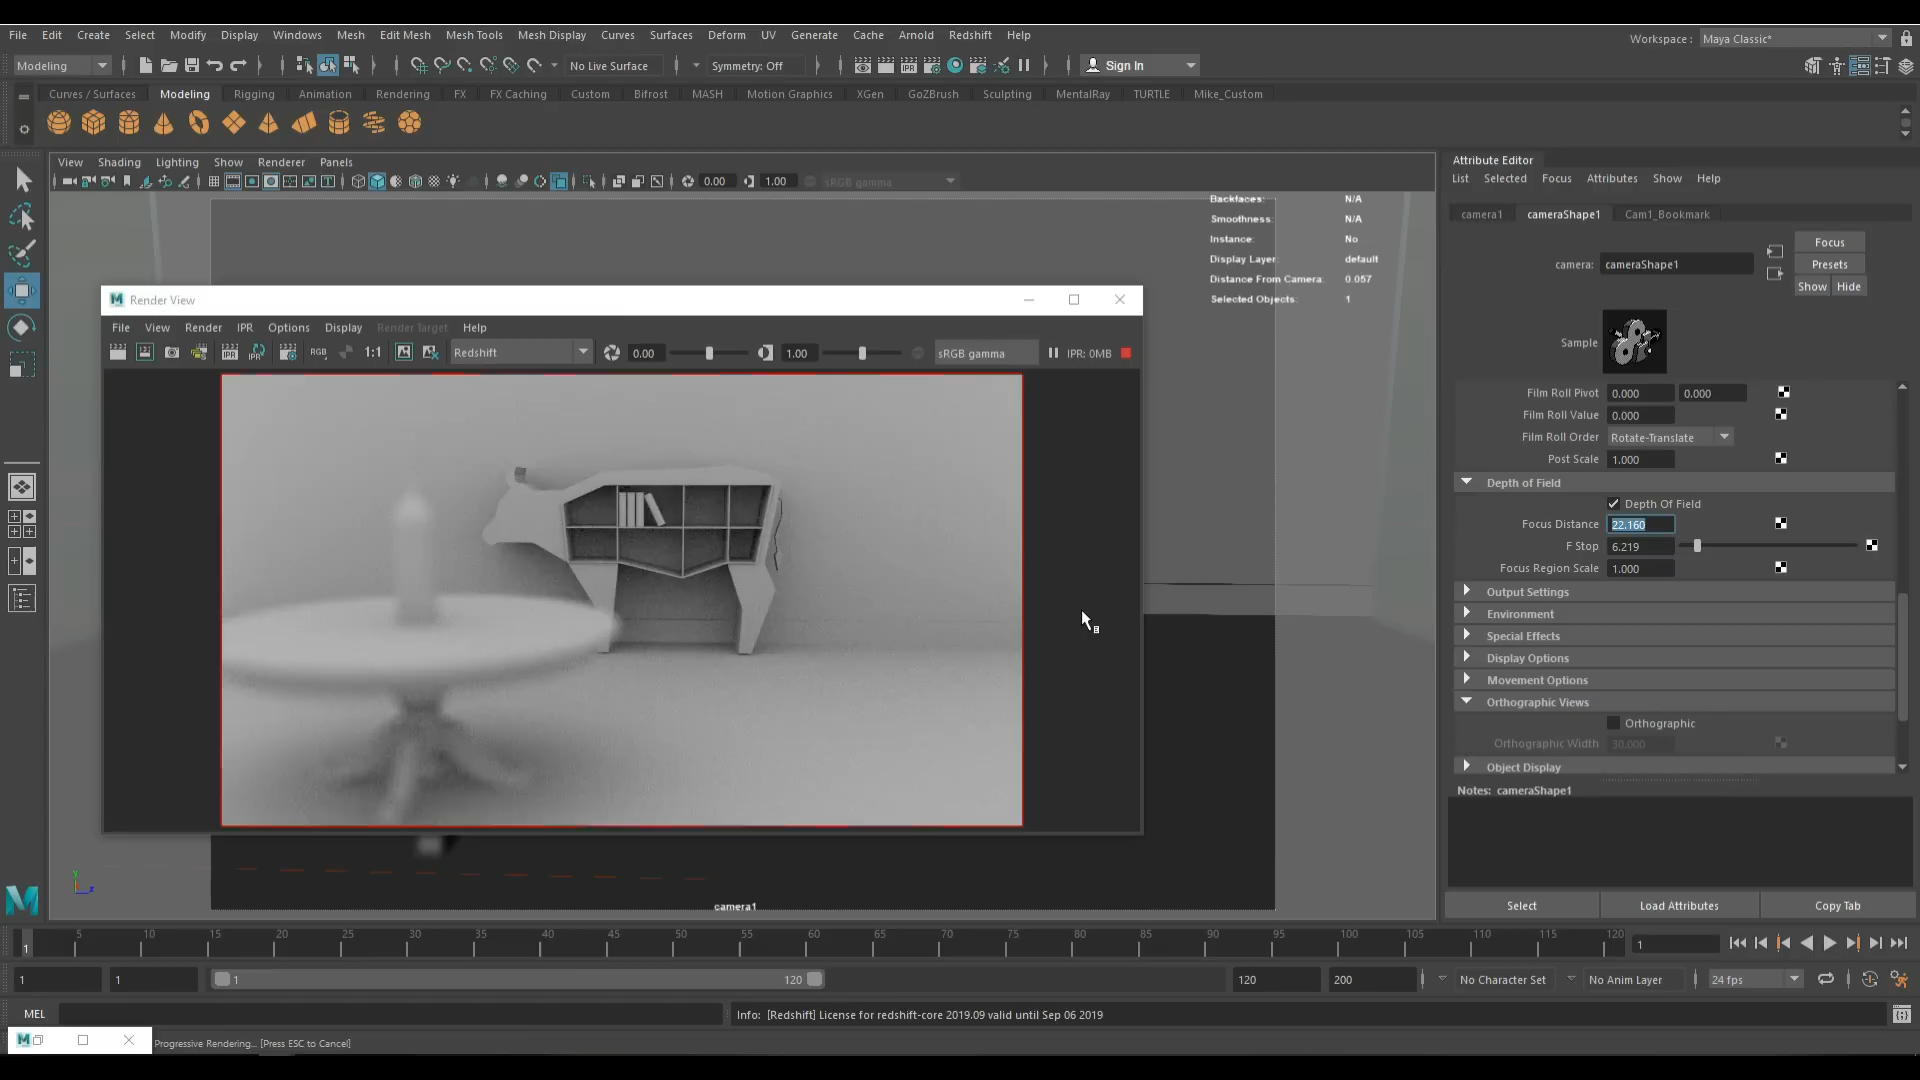 File Edit Create Select Modify Display Windows Mesh Edit Mesh Mesh Tools Mesh Display Curves Surfaces Deform UV Generate Cache Arnold Redshift Help
Workspace : Maya Classic*
Modeling No Live Surface Symmetry: Off Sign In
Curves / Surfaces Modeling Rigging Animation Rendering FX FX Caching Custom Bifrost MASH Motion Graphics XGen GoZBrush Sculpting MentalRay TURTLE Mike_Custom
View Shading Lighting Show Renderer Panels
0.00 1.00 sRGB gamma
Backfaces: N/A
Smoothness: N/A
Instance: No
Display Layer: default
Distance From Camera: 0.057
Selected Objects: 1
Render View
File View Render IPR Options Display Render Target Help
IPR IPR RGB 1:1 Redshift 0.00 1.00 sRGB gamma IPR: 0MB
camera1
Attribute Editor
List Selected Focus Attributes Show Help
camera1 cameraShape1 Cam1_Bookmark
camera: cameraShape1
Focus
Presets
Show Hide
Sample
Film Roll Pivot 0.000 0.000
Film Roll Value 0.000
Film Roll Order Rotate-Translate
Post Scale 1.000
Depth of Field
Depth Of Field
Focus Distance 22.160
F Stop 6.219
Focus Region Scale 1.000
Output Settings
Environment
Special Effects
Display Options
Movement Options
Orthographic Views
Orthographic
Orthographic Width 30.000
Object Display
Notes: cameraShape1
Select Load Attributes Copy Tab
1 5 10 15 20 25 30 35 40 45 50 55 60 65 70 75 80 85 90 95 100 105 110 115 120 1
1 1 1 120 120 200 No Character Set No Anim Layer 24 fps
MEL Info: [Redshift] License for redshift-core 2019.09 valid until Sep 06 2019
Progressive Rendering... [Press ESC to Cancel]